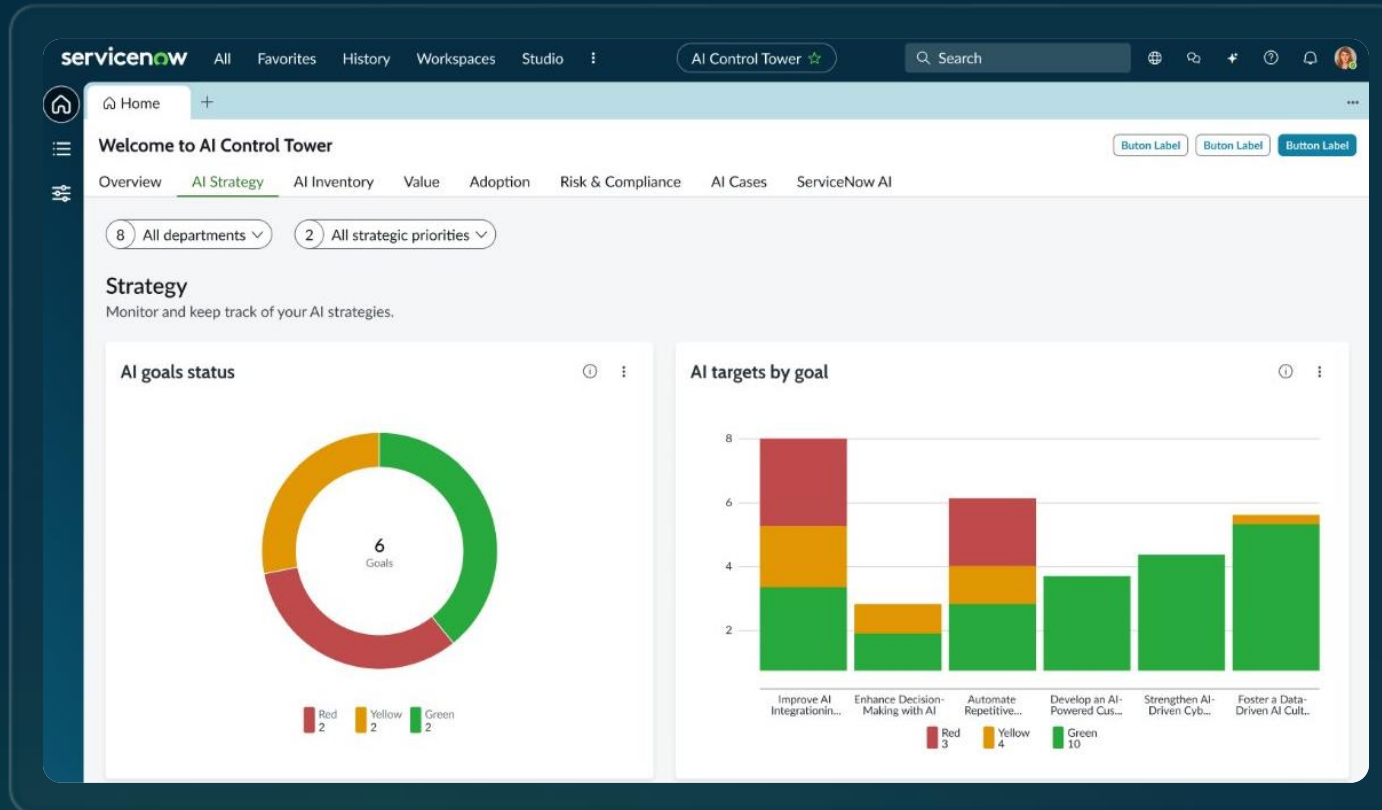 servicenow All Favorites History Workspaces Studio AI Control Tower Search
Home
Welcome to AI Control Tower
Buton Label Buton Label Button Label
Overview AI Strategy AI Inventory Value Adoption Risk & Compliance AI Cases ServiceNow AI
8 All departments 2 All strategic priorities
Strategy
Monitor and keep track of your AI strategies.
AI goals status
6
Goals
Red Yellow Green
2 2 2
AI targets by goal
8
6
4
2
Improve AI
Integrationin...
Enhance Decision-
Making with AI
Automate
Repetitive...
Develop an AI-
Powered Cus...
Strengthen AI-
Driven Cyb...
Foster a Data-
Driven AI Cult..
Red Yellow Green
3 4 10